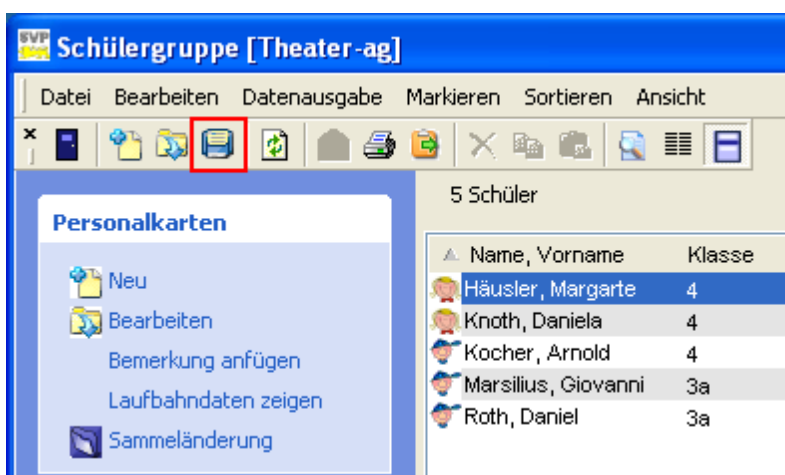 SVP Schülergruppe [Theater-ag]
Datei Bearbeiten Datenausgabe Markieren Sortieren Ansicht
5 Schüler
Personalkarten
Name, Vorname Klasse
Neu
Häusler, Margarte 4
Bearbeiten
Knoth, Daniela 4
Bemerkung anfügen
Kocher, Arnold 4
Laufbahndaten zeigen
Marsilius, Giovanni 3a
Sammeländerung
Roth, Daniel 3a